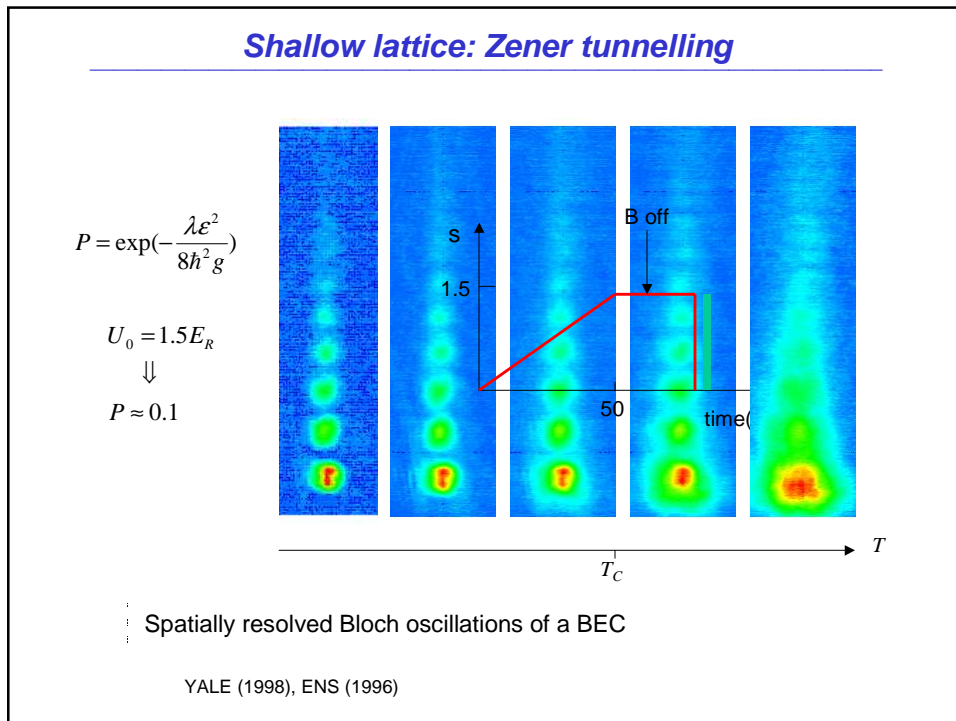 Shallow lattice: Zener tunnelling
P = exp(-λε²/8ħ²g)
U₀ = 1.5E_R
⇓
P ≈ 0.1
B off
s
1.5
50
time(
T
T_C
Spatially resolved Bloch oscillations of a BEC
YALE (1998), ENS (1996)